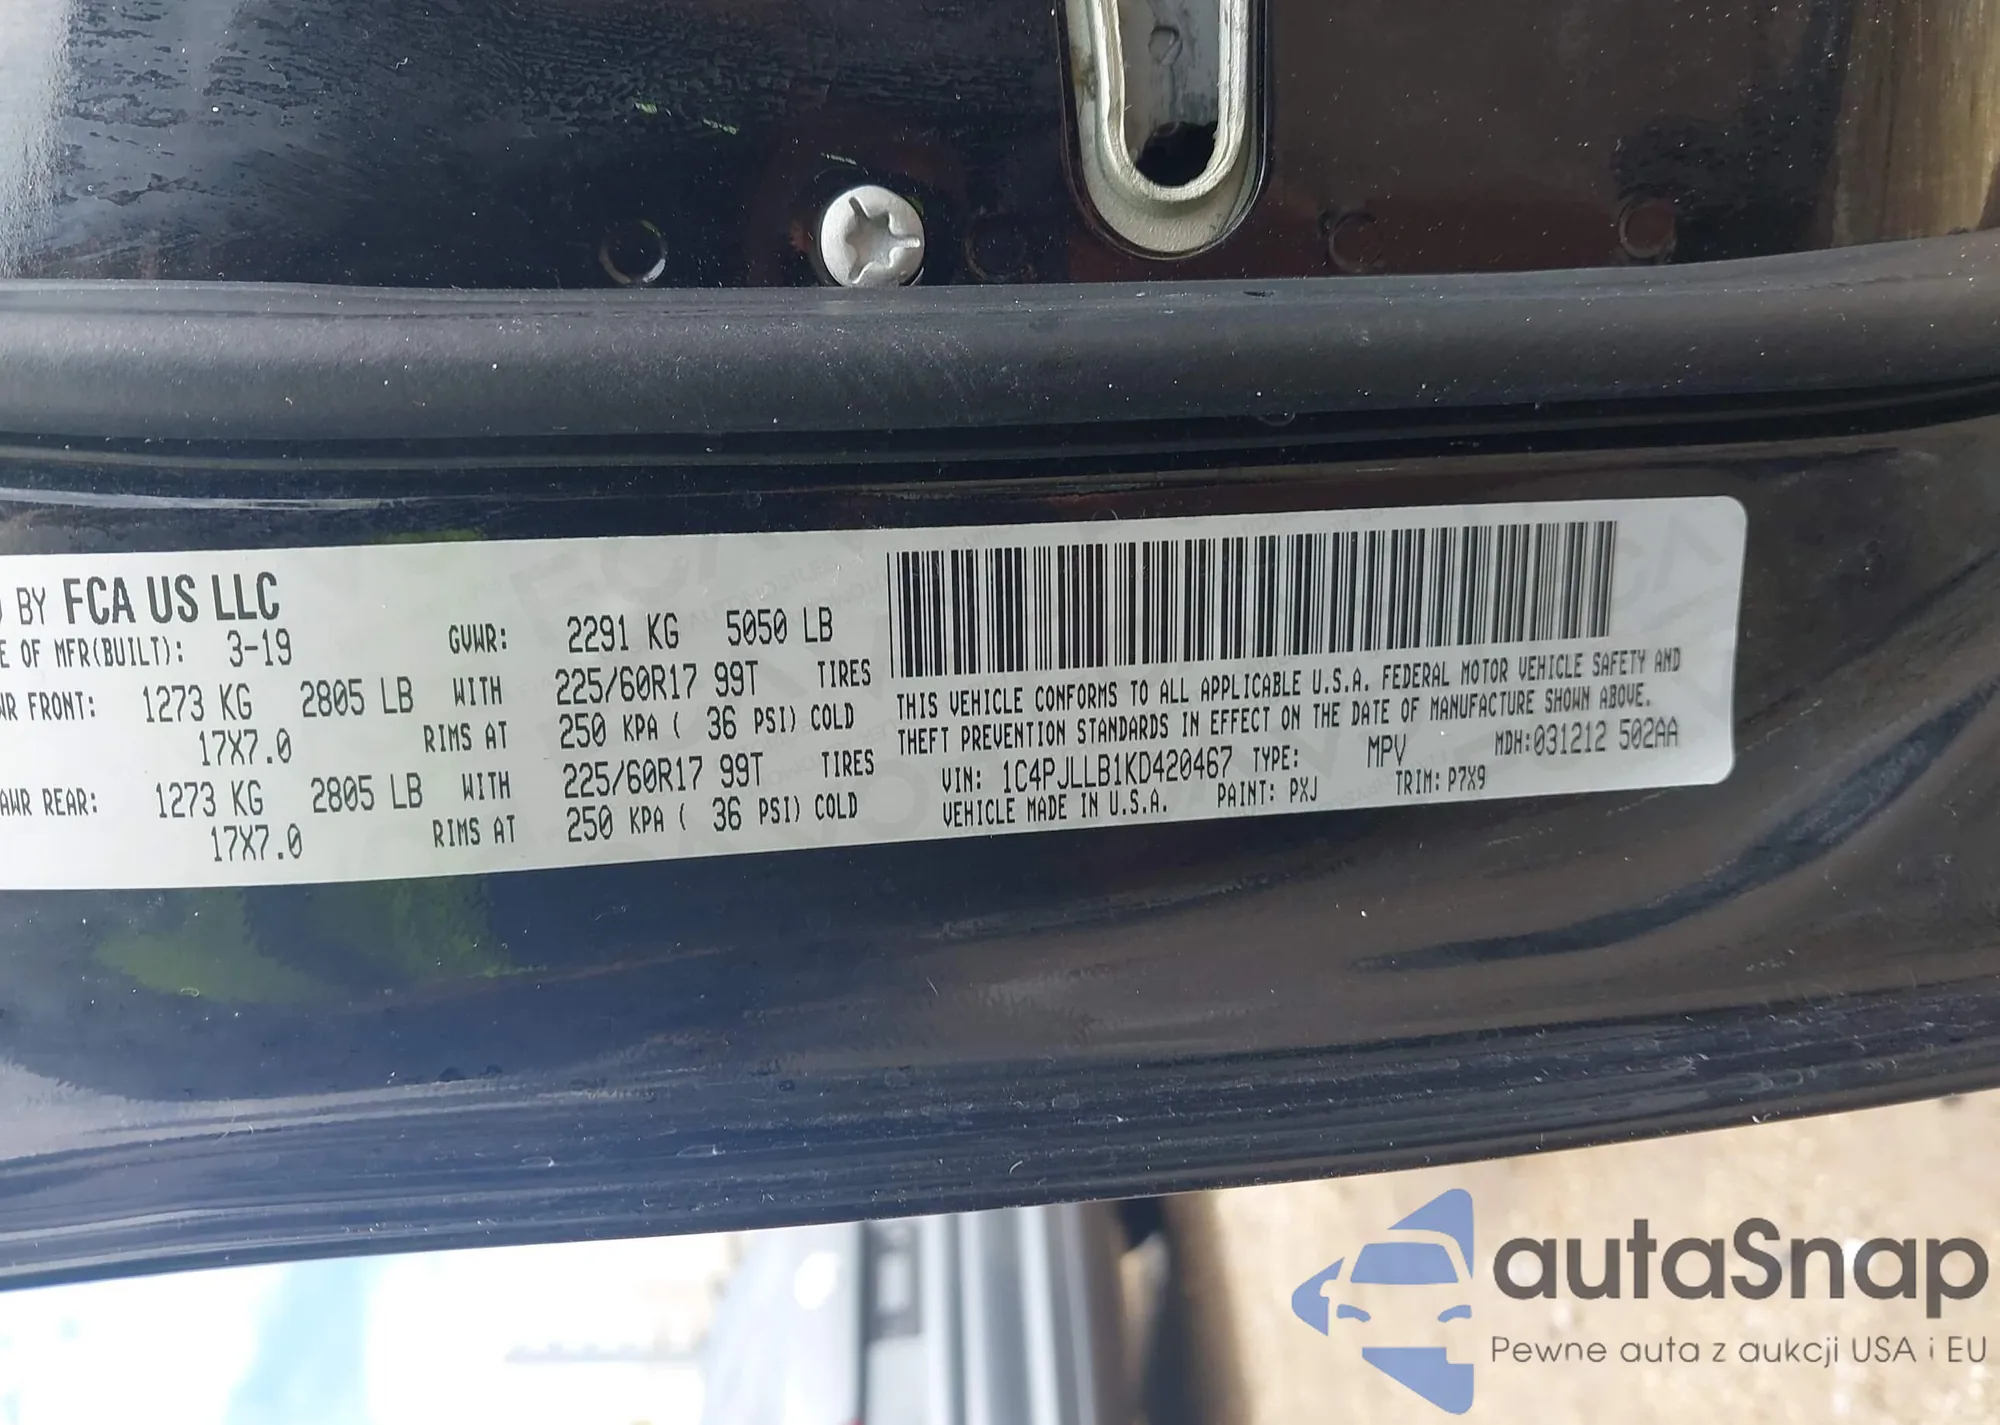 BY FCA US LLC
E OF MFR(BUILT): 3-19 GVWR: 2291 KG 5050 LB
WR FRONT: 1273 KG 2805 LB WITH 225/60R17 99T TIRES
17X7.0 RIMS AT 250 KPA ( 36 PSI) COLD
AWR REAR: 1273 KG 2805 LB WITH 225/60R17 99T TIRES
17X7.0 RIMS AT 250 KPA ( 36 PSI) COLD
THIS VEHICLE CONFORMS TO ALL APPLICABLE U.S.A. FEDERAL MOTOR VEHICLE SAFETY AND
THEFT PREVENTION STANDARDS IN EFFECT ON THE DATE OF MANUFACTURE SHOWN ABOVE.
VIN: 1C4PJLLB1KD420467 TYPE: MPV MDH:031212 502AA
VEHICLE MADE IN U.S.A. PAINT: PXJ TRIM: P7X9
autaSnap
Pewne auta z aukcji USA i EU